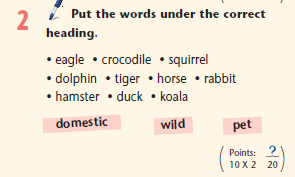 2 Put the words under the correct
heading.
• eagle • crocodile • squirrel
• dolphin • tiger • horse • rabbit
• hamster • duck • koala
domestic wild pet
Points: ?
10 X 2 20